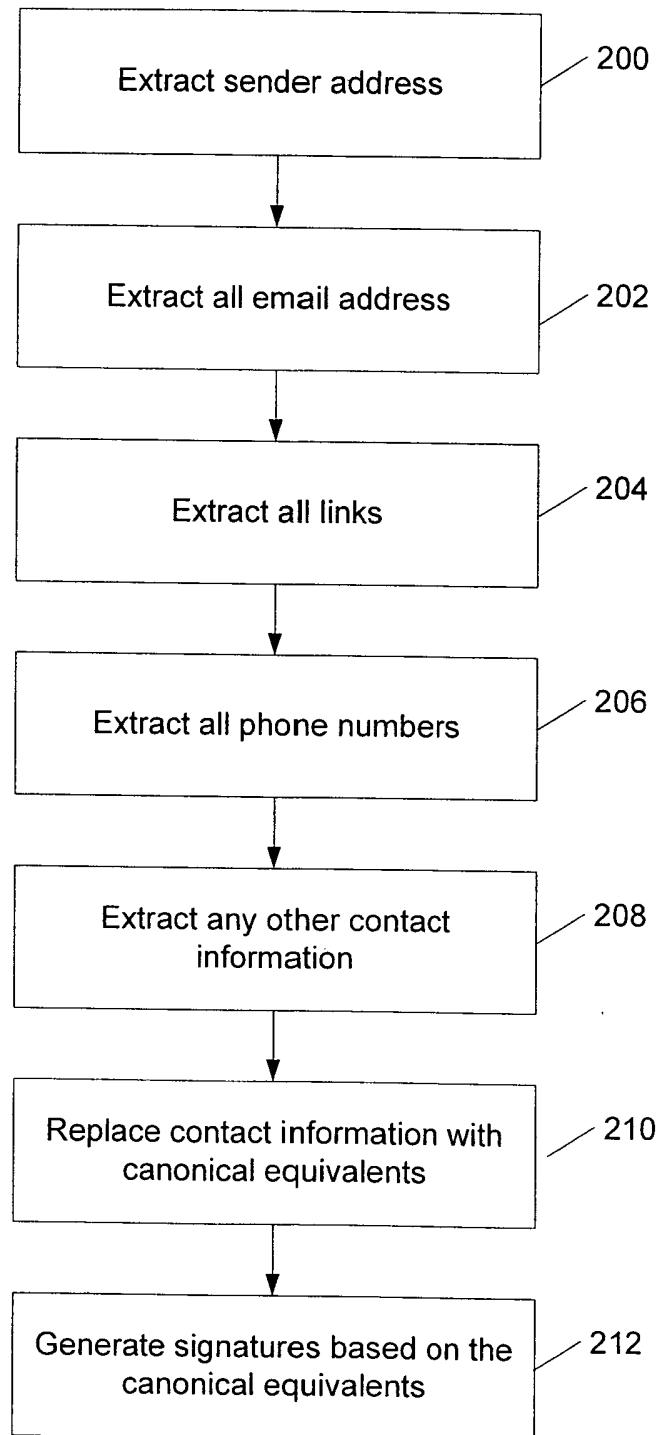 Extract sender address
200
Extract all email address
202
Extract all links
204
Extract all phone numbers
206
Extract any other contact
information
208
Replace contact information with
canonical equivalents
210
Generate signatures based on the
canonical equivalents
212